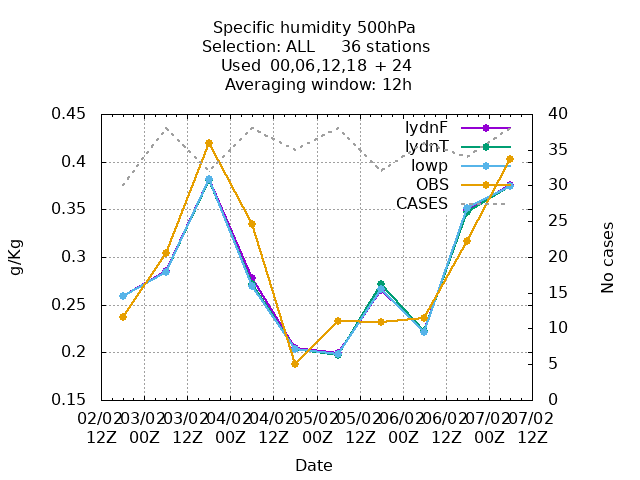 Specific humidity 500hPa
Selection: ALL 36 stations
Used 00,06,12,18 + 24
Averaging window: 12h
0.45
0.4
0.35
0.3
0.25
0.2
0.15
g/Kg
40
35
30
25
20
15
10
5
0
No cases
lydnF
lydnT
lowp
OBS
CASES
02/02 03/02 03/02 04/02 04/02 05/02 05/02 06/02 06/02 07/02 07/02
12Z 00Z 12Z 00Z 12Z 00Z 12Z 00Z 12Z 00Z 12Z
Date